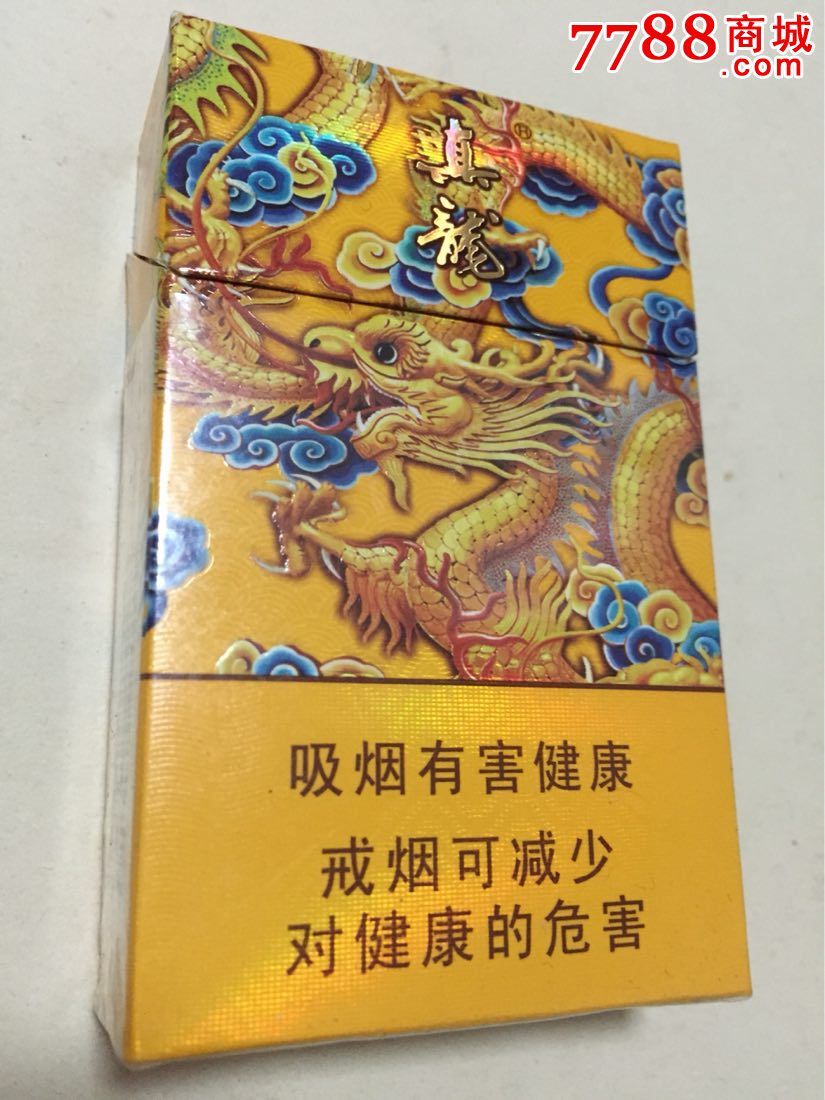 7788商城
.com
真龍
®
吸烟有害健康
戒烟可减少
对健康的危害